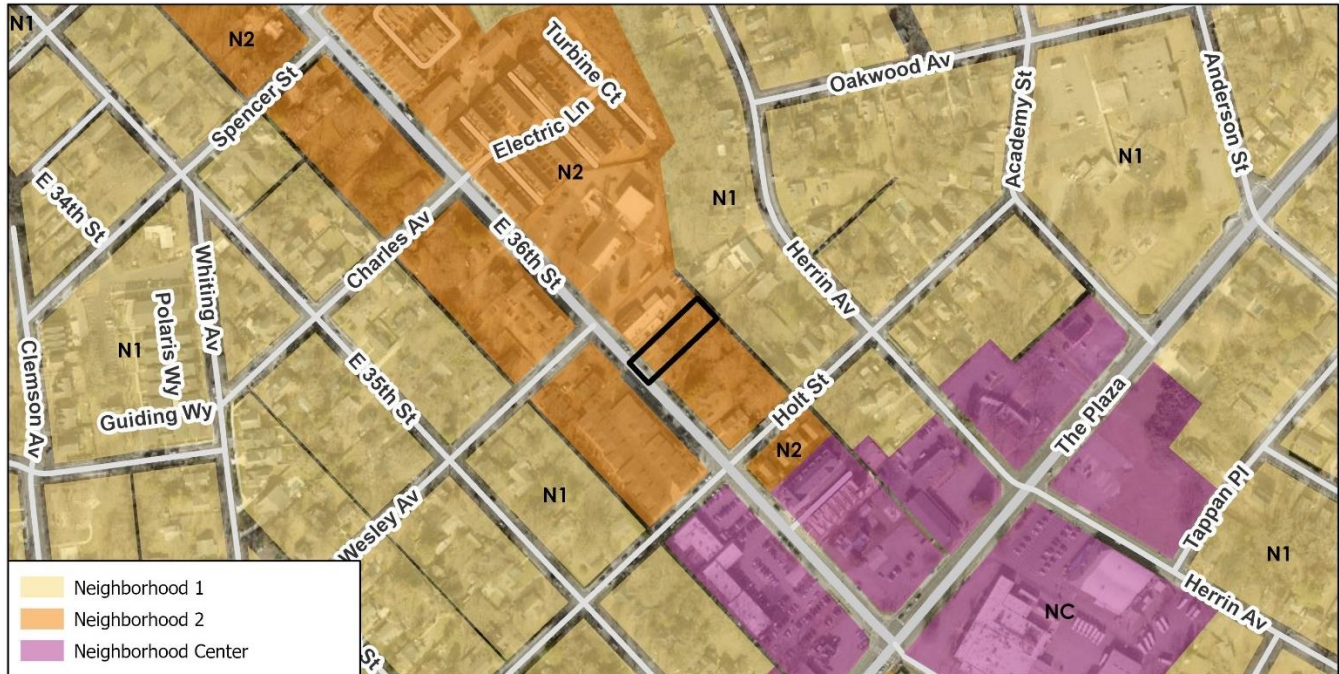 N1
N2
Spencer St
E 34th St
Turbine Ct
Electric Ln
N2
Oakwood Av
Academy St
Anderson St
N1
N1
E 36th St
Charles Av
Whiting Av
Polaris Wy
N1
Clemson Av
Guiding Wy
E 35th St
Herrin Av
Holt St
The Plaza
N2
N1
Wesley Av
Tappan Pl
N1
Herrin Av
NC
St
Neighborhood 1
Neighborhood 2
Neighborhood Center